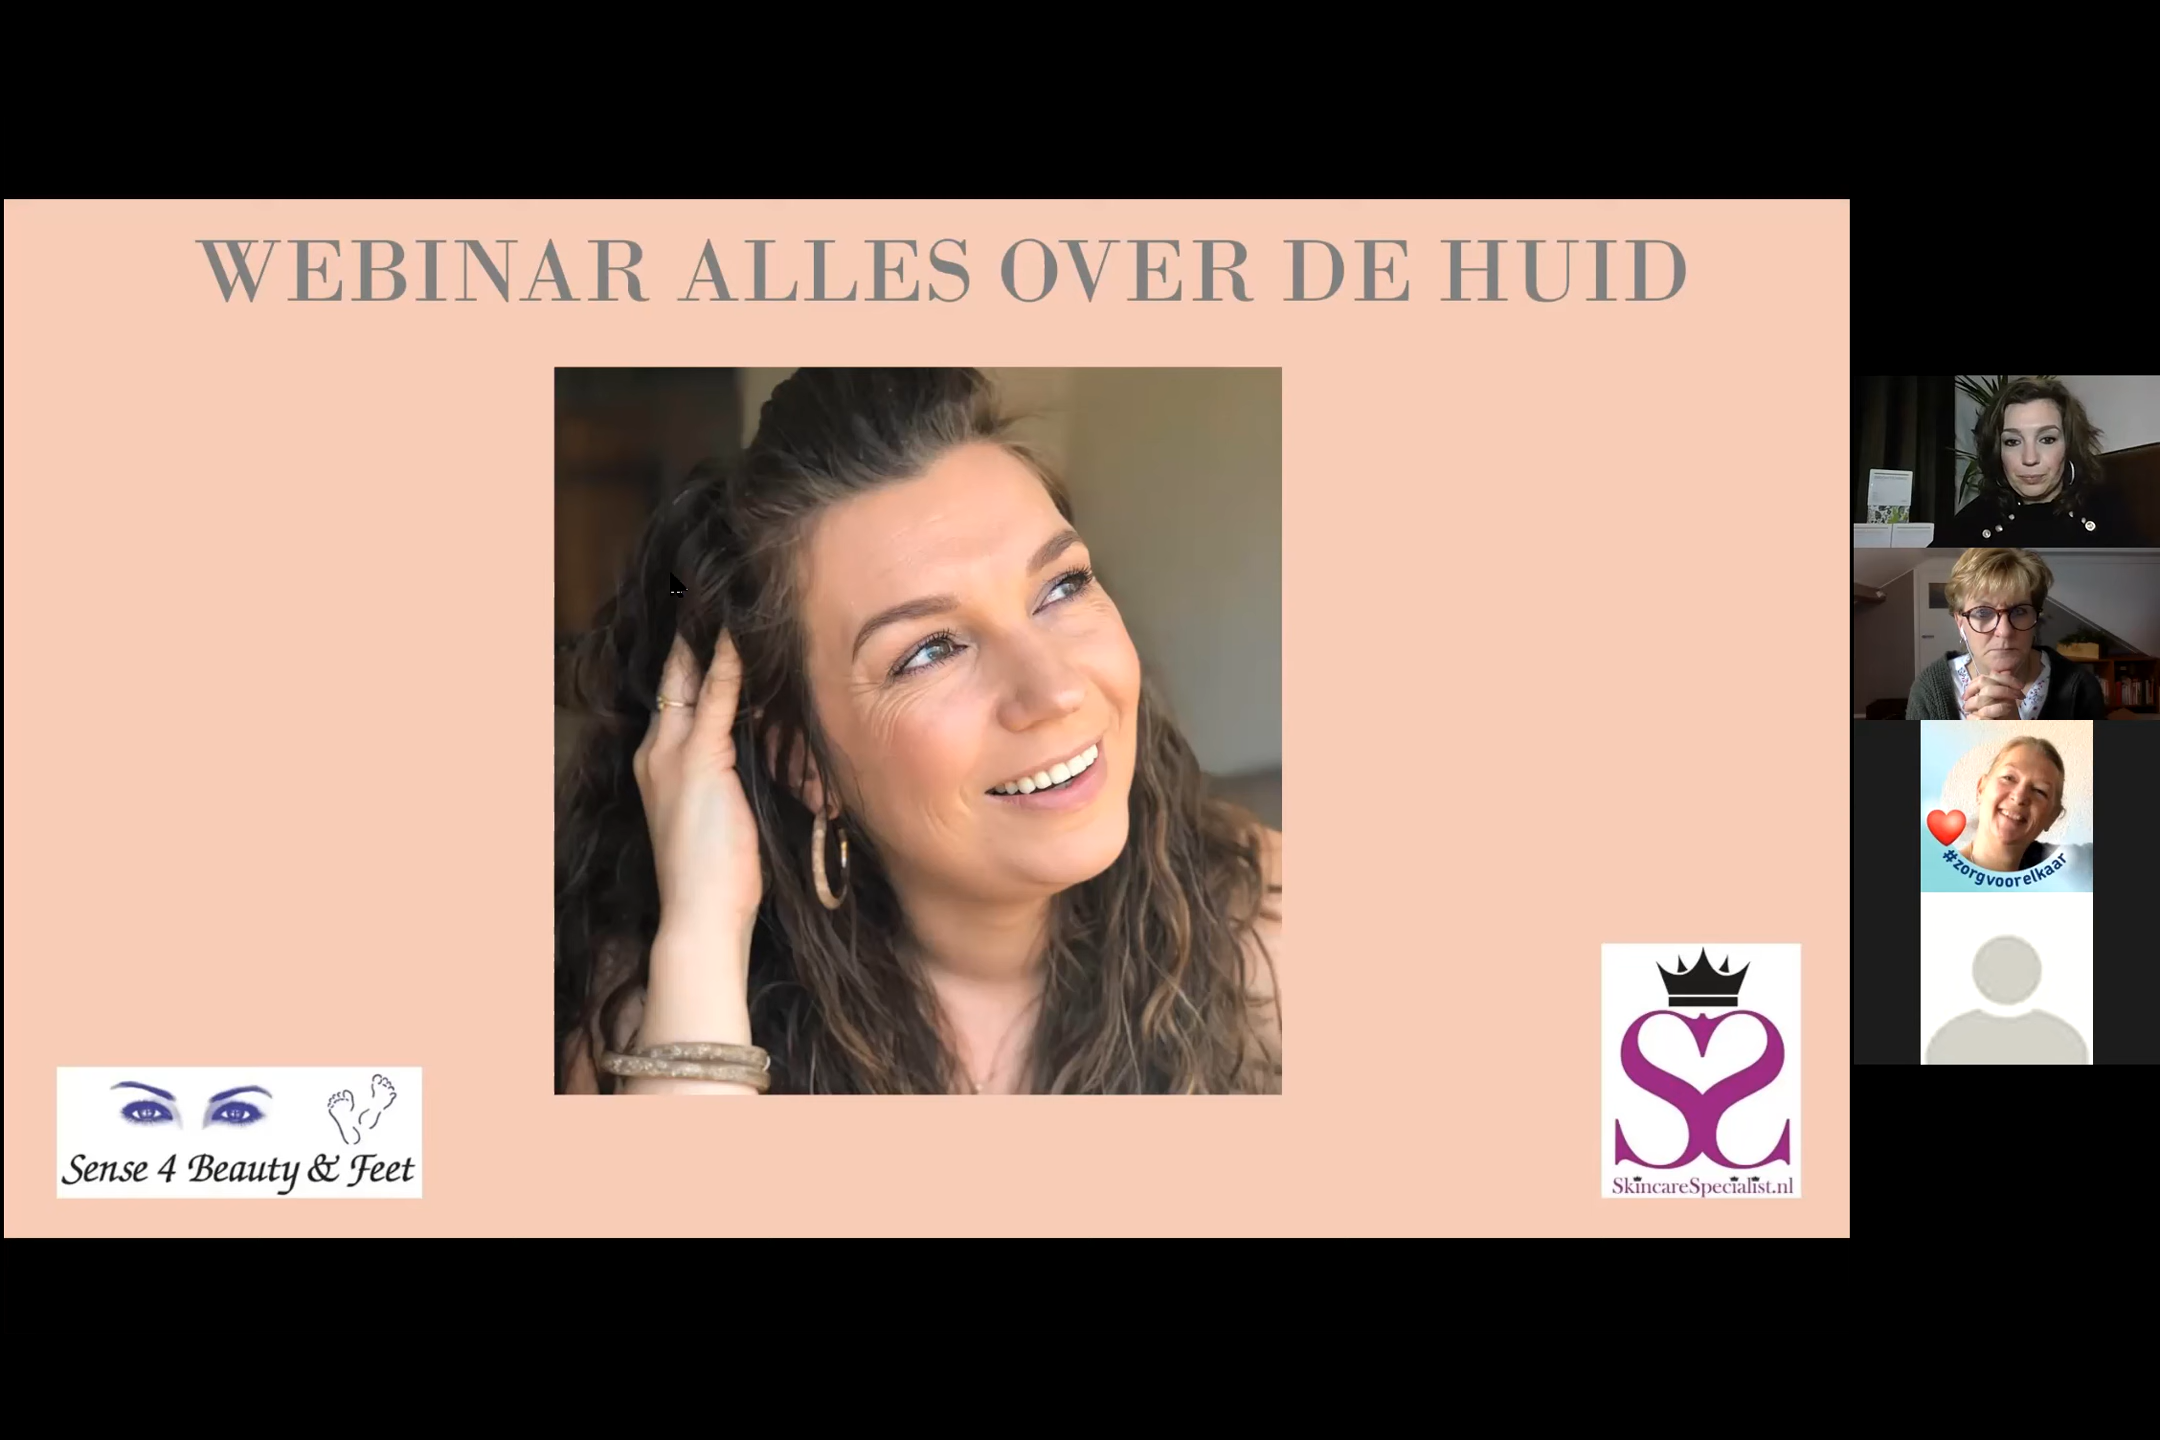 WEBINAR ALLES OVER DE HUID
Sense 4 Beauty & Feet
SkincareSpecialist.nl
#zorgvoorelkaar